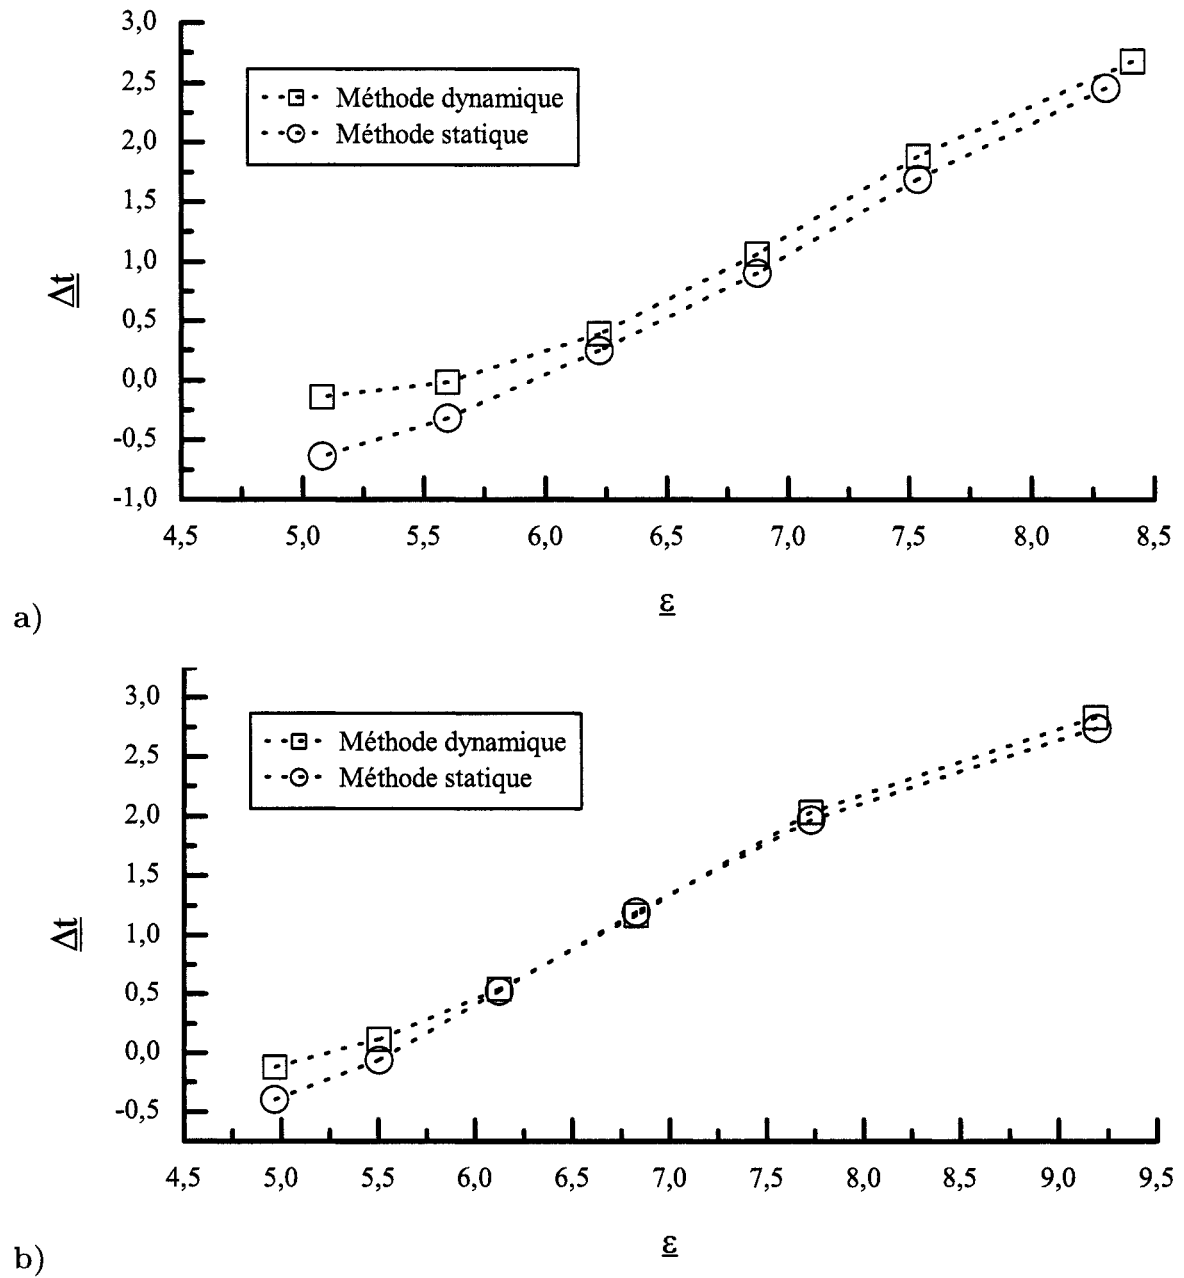 3,0
2,5
2,0
1,5
1,0
0,5
0,0
-0,5
-1,0
Méthode dynamique
Méthode statique
Δt
4,5 5,0 5,5 6,0 6,5 7,0 7,5 8,0 8,5
ε
a)
3,0
2,5
2,0
1,5
1,0
0,5
0,0
-0,5
Méthode dynamique
Méthode statique
Δt
4,5 5,0 5,5 6,0 6,5 7,0 7,5 8,0 8,5 9,0 9,5
ε
b)